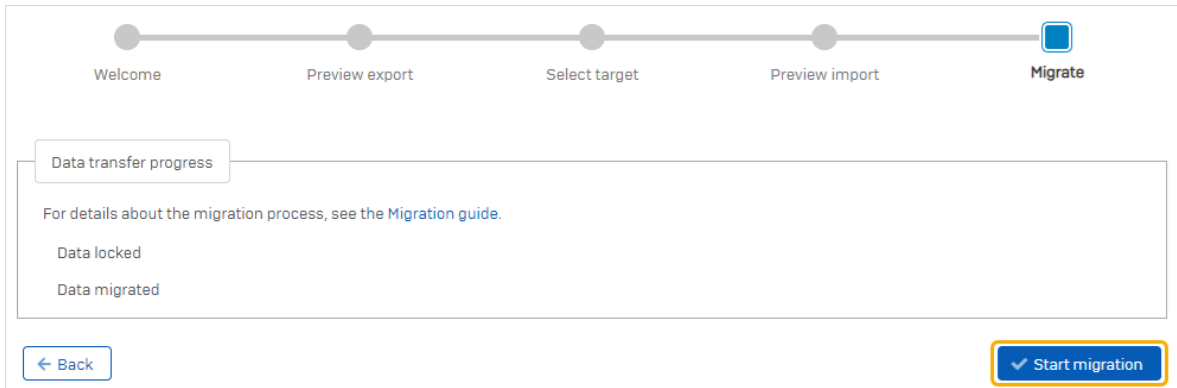 Welcome
Preview export
Select target
Preview import
Migrate
Data transfer progress
For details about the migration process, see the Migration guide.
Data locked
Data migrated
Back
Start migration